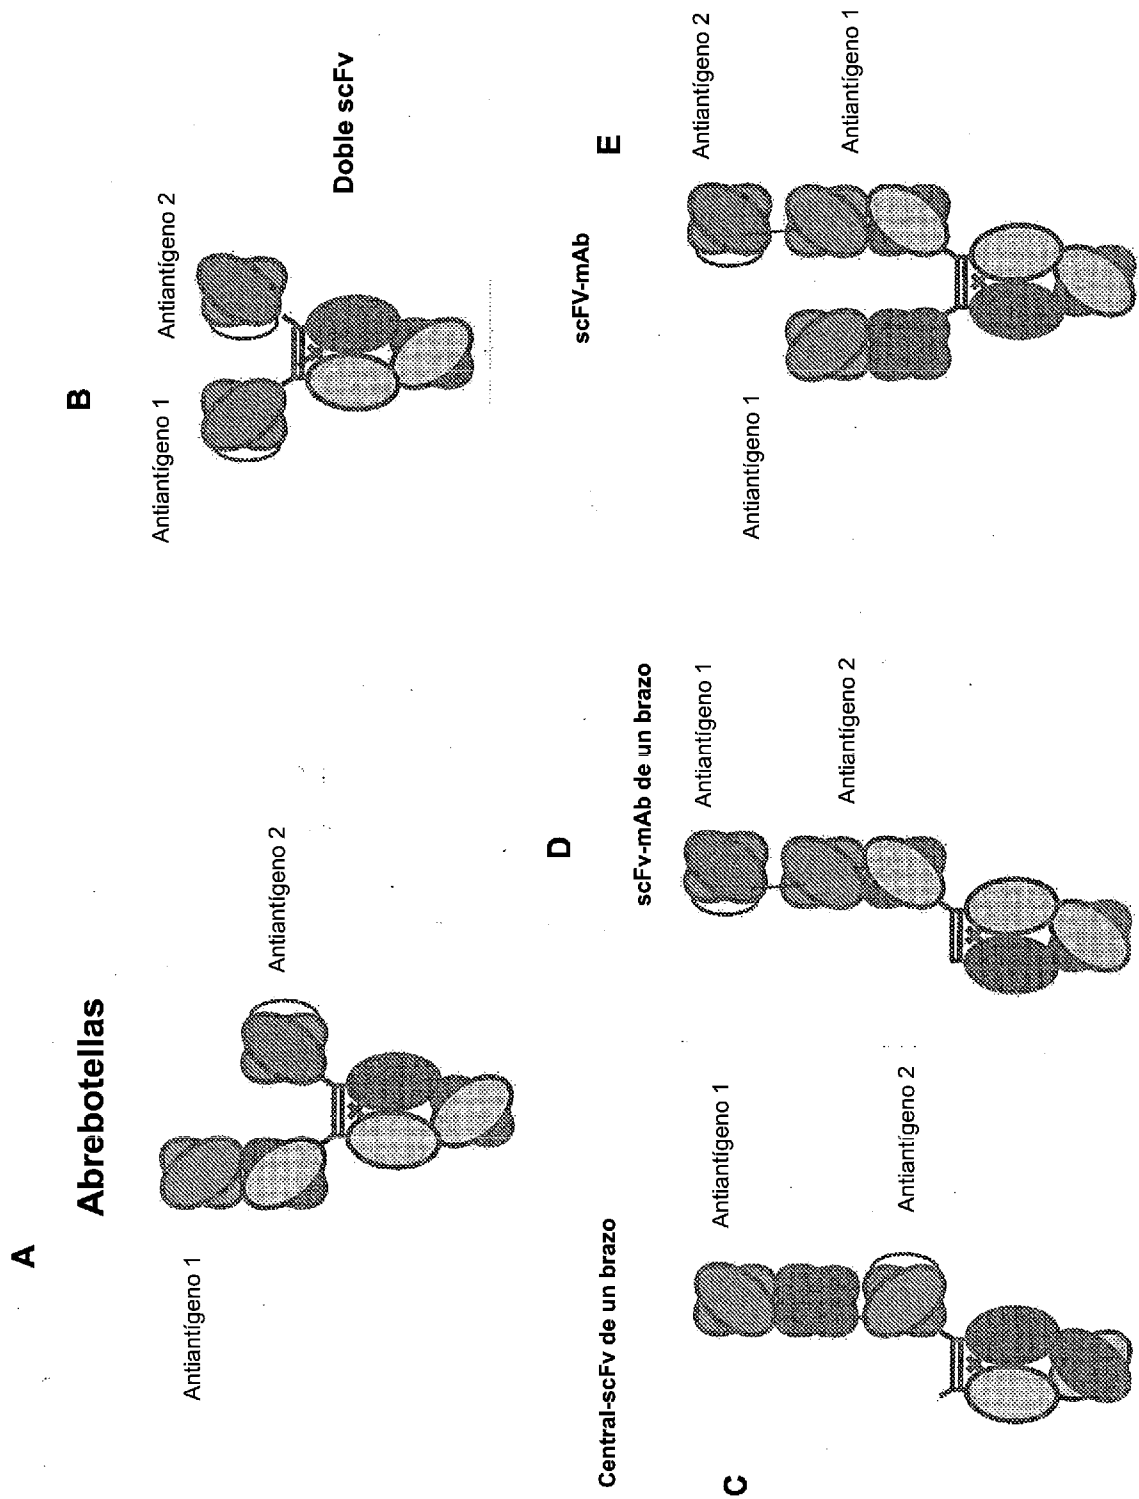 A
Abrebotellas
Antiantígeno 1
Antiantígeno 2
B
Antiantígeno 1
Antiantígeno 2
Doble scFv
C
Central-scFv de un brazo
Antiantígeno 1
Antiantígeno 2
D
scFv-mAb de un brazo
Antiantígeno 1
Antiantígeno 2
E
scFV-mAb
Antiantígeno 1
Antiantígeno 2
Antiantígeno 1